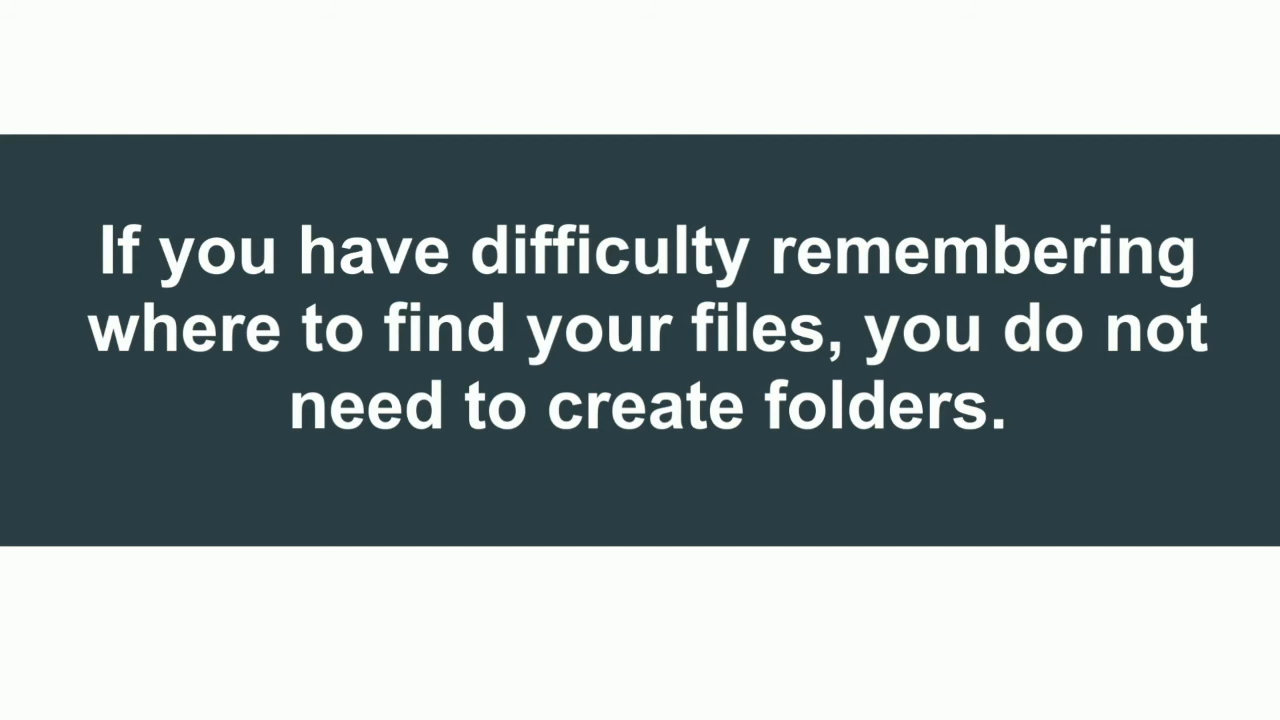 If you have difficulty remembering
where to find your files, you do not
need to create folders.